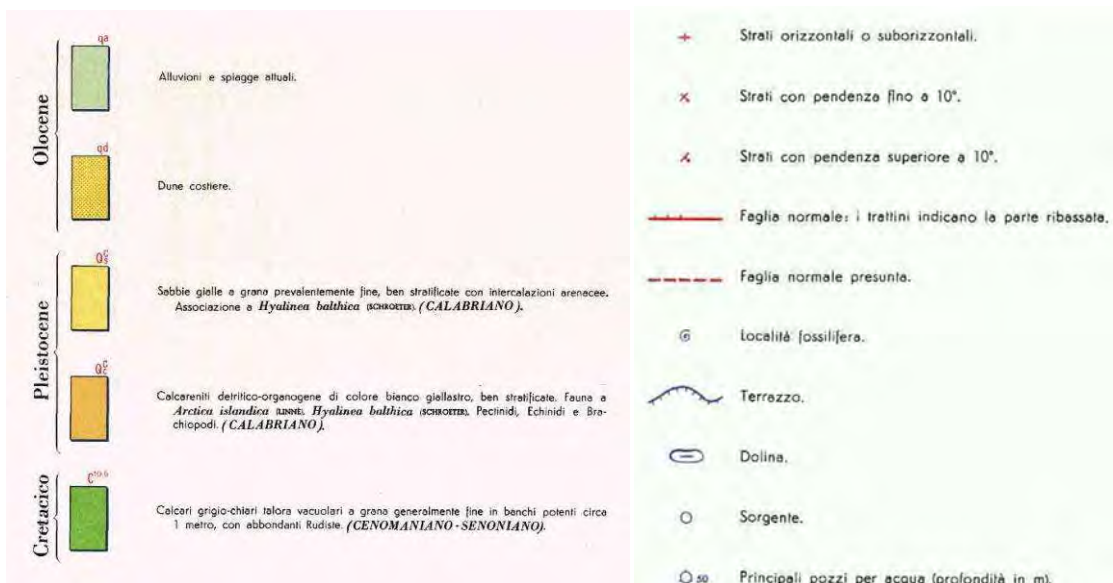 Olocene
qa
Alluvioni e spiagge attuali.
qd
Dune costiere.
Pleistocene
Qcs
Sabbie gialle a grana prevalentemente fine, ben stratificate con intercalazioni arenacee.
Associazione a Hyalinea balthica (SCHROETER). (CALABRIANO).
Qcc
Calcareniti detritico-organogene di colore bianco giallastro, ben stratificate. Fauna a
Arctica islandica (LINNÉ), Hyalinea balthica (SCHROETER), Pectinidi, Echinidi e Bra-
chiopodi. (CALABRIANO).
Cretacico
C10-6
Calcari grigio-chiari talora vacuolari a grana generalmente fine in banchi potenti circa
1 metro, con abbondanti Rudiste. (CENOMANIANO - SENONIANO).
Strati orizzontali o suborizzontali.
Strati con pendenza fino a 10°.
Strati con pendenza superiore a 10°.
Faglia normale: i trattini indicano la parte ribassata.
Faglia normale presunta.
Località fossilifera.
Terrazzo.
Dolina.
Sorgente.
50 Principali pozzi per acqua (profondità in m).